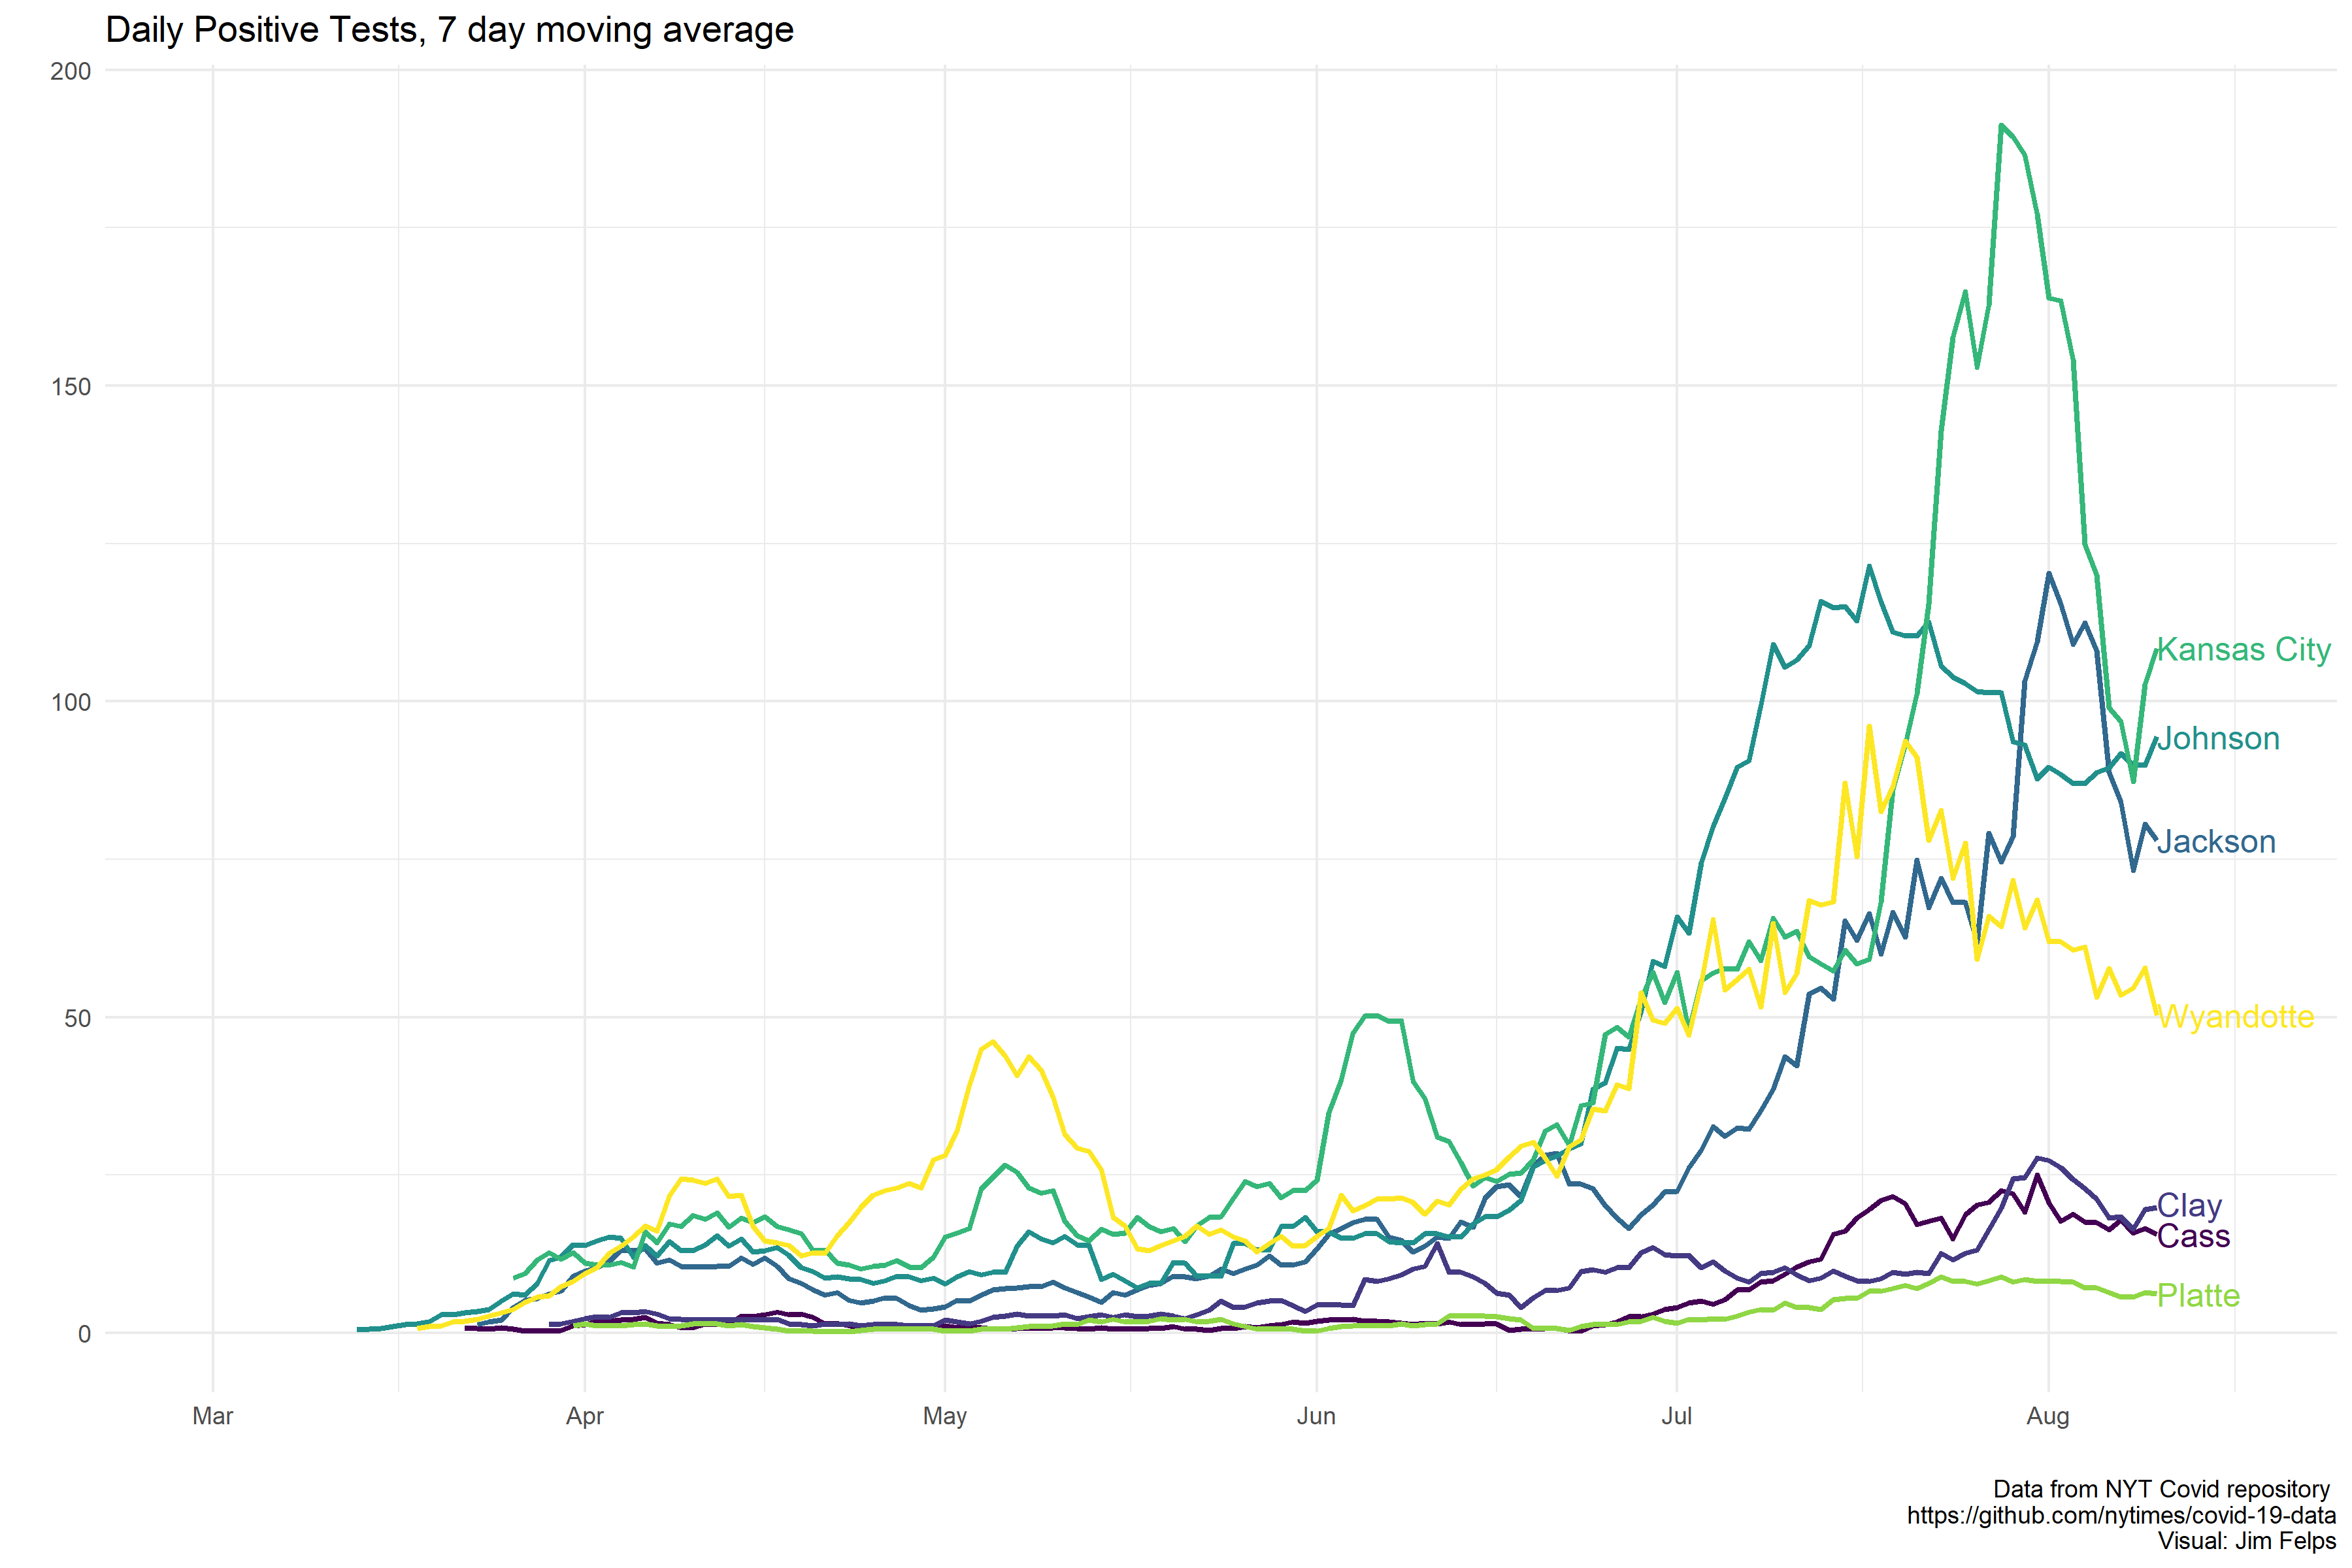 Daily Positive Tests, 7 day moving average
200
150
100
50
0
Kansas City
Johnson
Jackson
Wyandotte
Clay
Cass
Platte
Mar Apr May Jun Jul Aug
Data from NYT Covid repository
https://github.com/nytimes/covid-19-data
Visual: Jim Felps